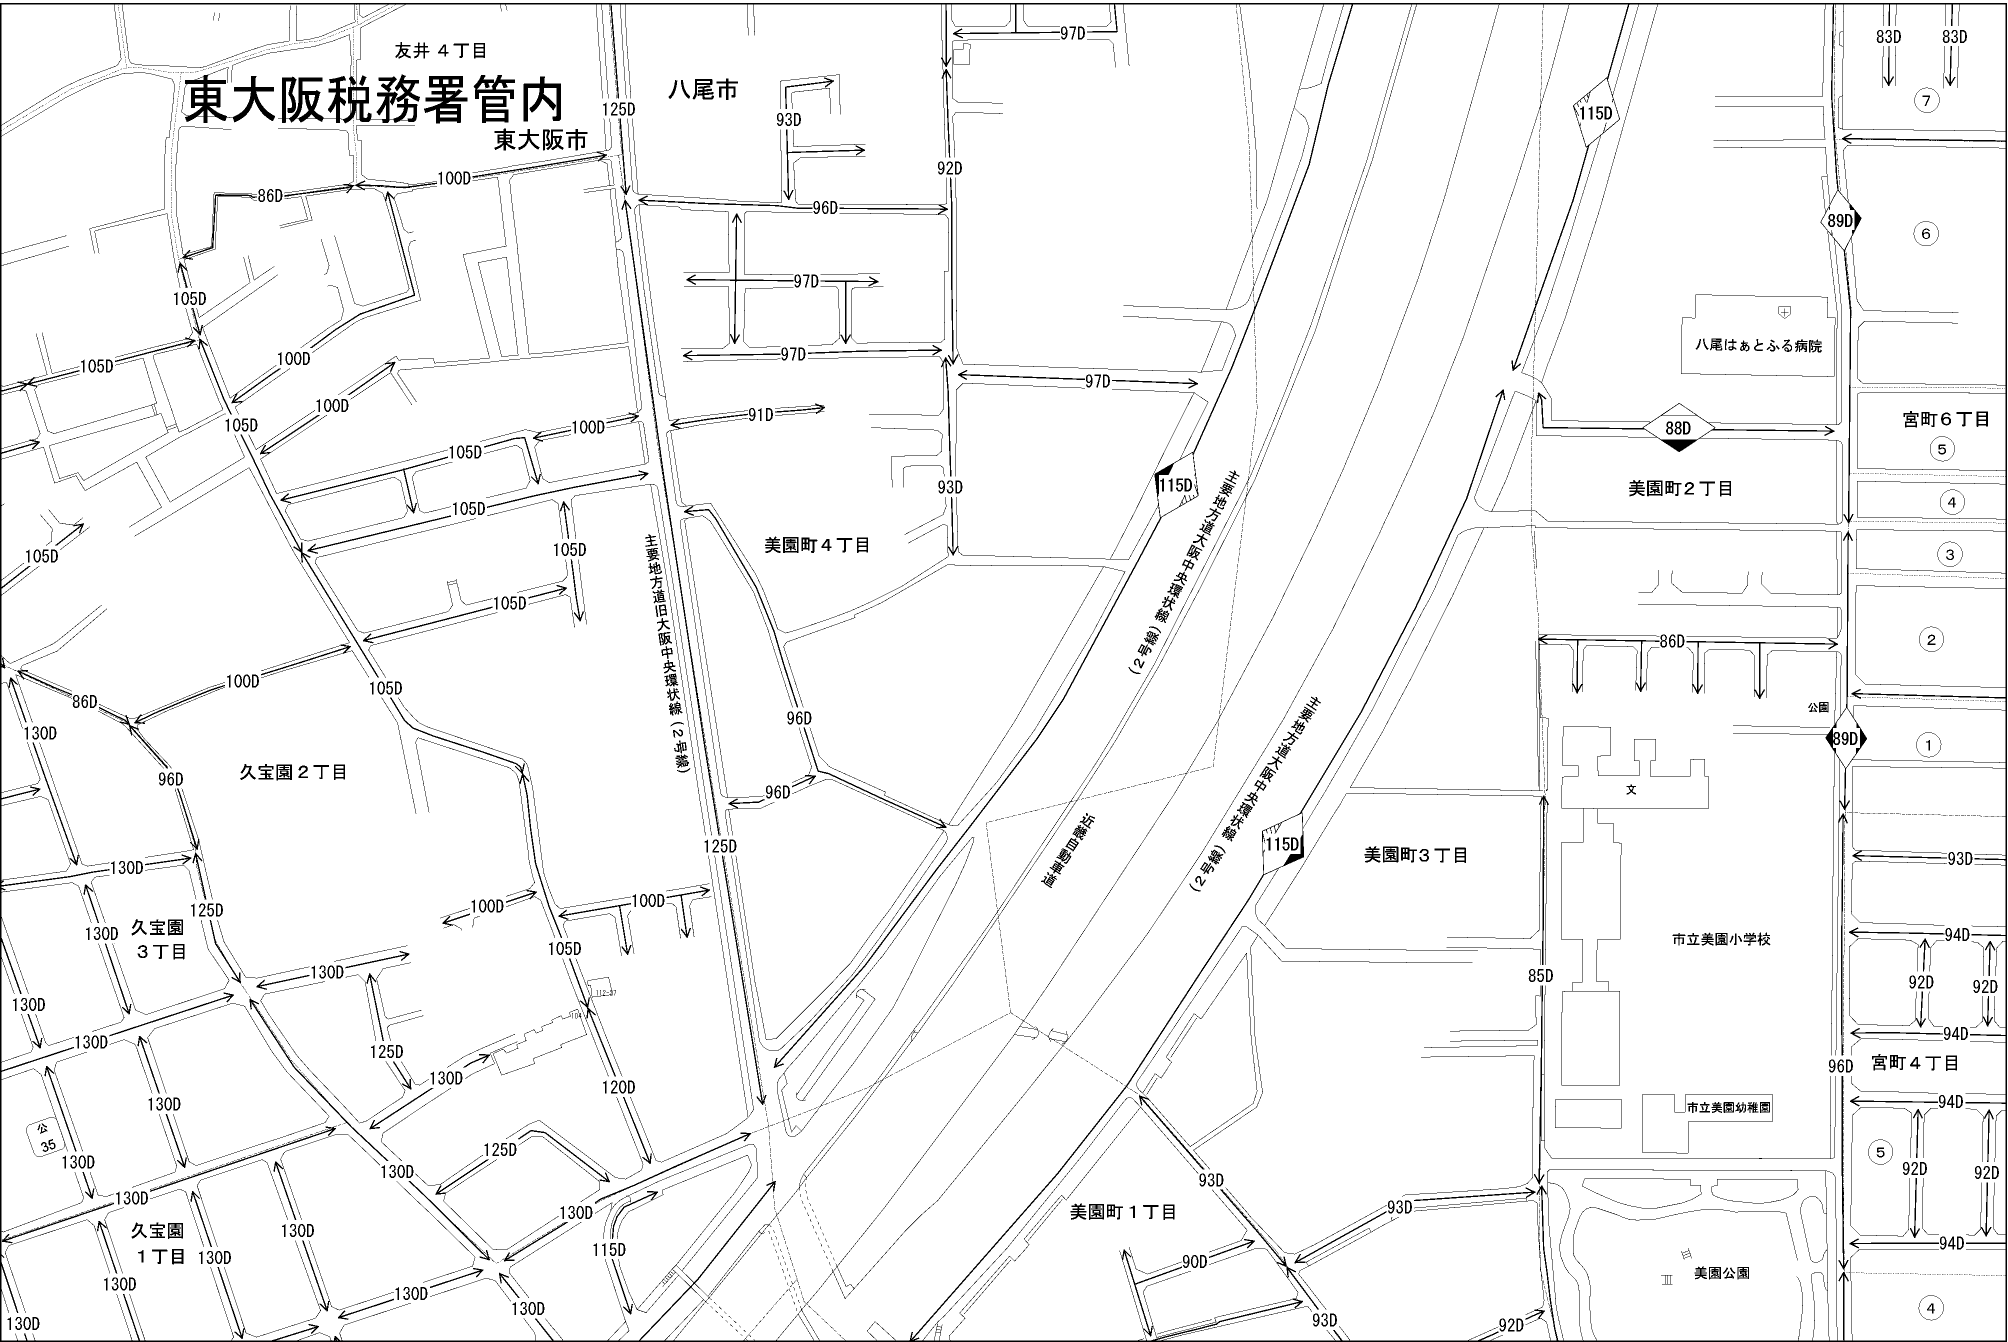 友井 4丁目
東大阪税務署管内
東大阪市
八尾市
125D
97D
83D
83D
⑦
93D
115D
92D
86D
100D
96D
89D
⑥
105D
97D
八尾はぁとふる病院
105D
100D
97D
97D
100D
91D
88D
宮町6丁目
⑤
105D
100D
105D
93D
115D
美園町2丁目
④
105D
105D
105D
美園町4丁目
③
105D
主要地方道旧大阪中央環状線(2号線)
主要地方道大阪中央環状線(2号線)
86D
②
100D
105D
86D
130D
96D
公園
89D
①
96D
久宝園2丁目
96D
文
主要地方道大阪中央環状線(2号線)
近畿自動車道
125D
115D
美園町3丁目
93D
130D
125D
100D
100D
久宝園
3丁目
130D
105D
市立美園小学校
94D
130D
130D
85D
92D
92D
112-37
104
130D
125D
130D
120D
94D
宮町4丁目
96D
94D
130D
公
35
130D
125D
130D
市立美園幼稚園
⑤
92D
92D
130D
130D
久宝園
1丁目
130D
130D
115D
93D
美園町1丁目
93D
94D
90D
美園公園
130D
130D
130D
130D
93D
92D
④